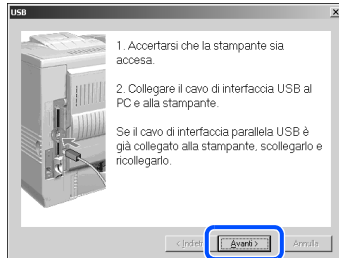 USB
1. Accertarsi che la stampante sia
accesa.
2. Collegare il cavo di interfaccia USB al
PC e alla stampante.
Se il cavo di interfaccia parallela USB è
già collegato alla stampante, scollegarlo e
ricollegarlo.
< Indietr Avanti > Annulla